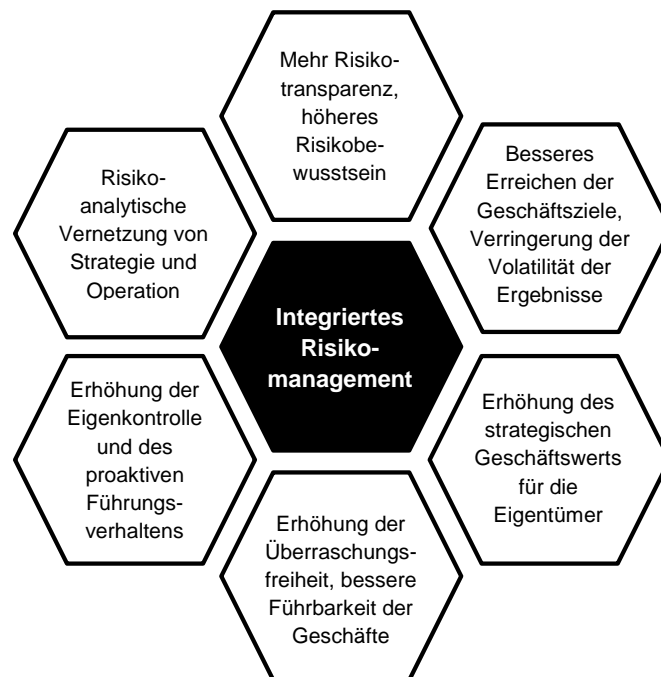 Mehr Risiko-
transparenz,
höheres
Risikobe-
wusstsein
Besseres
Erreichen der
Geschäftsziele,
Verringerung der
Volatilität der
Ergebnisse
Risiko-
analytische
Vernetzung von
Strategie und
Operation
Integriertes
Risiko-
management
Erhöhung der
Eigenkontrolle
und des
proaktiven
Führungs-
verhaltens
Erhöhung des
strategischen
Geschäftswerts
für die
Eigentümer
Erhöhung der
Überraschungs-
freiheit, bessere
Führbarkeit der
Geschäfte